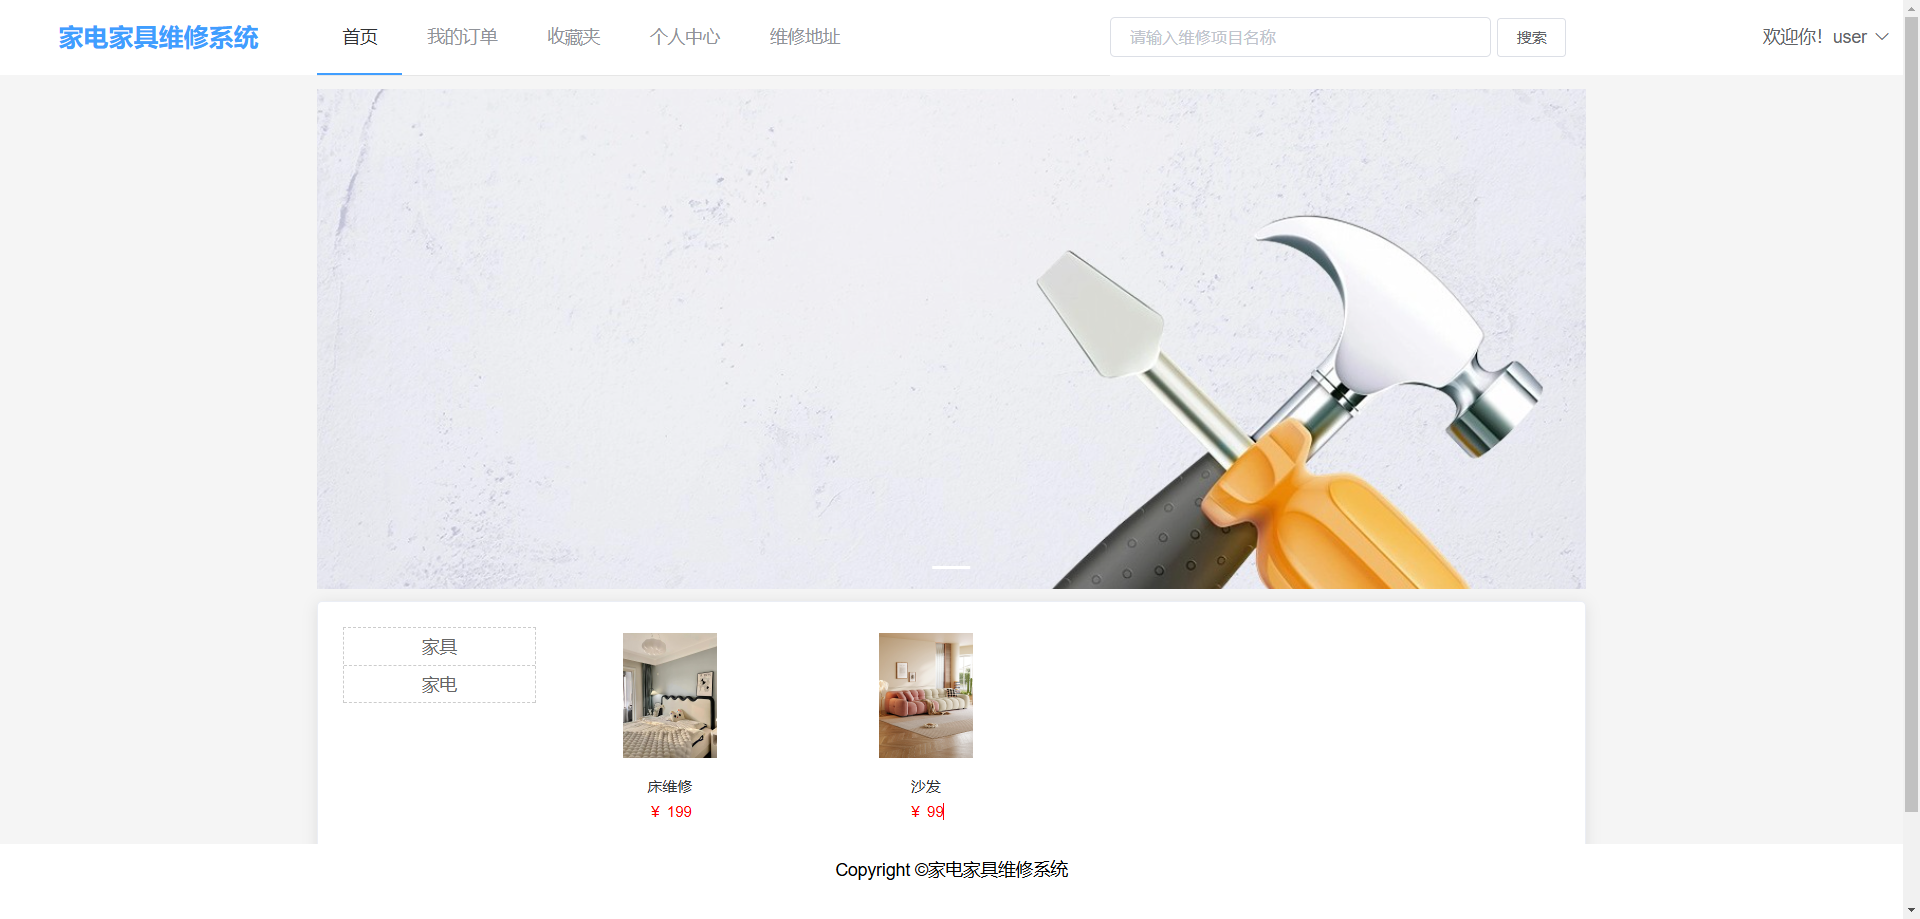 家电家具维修系统
首页 我的订单 收藏夹 个人中心 维修地址
请输入维修项目名称 搜索
欢迎你！user
家具
家电
床维修
¥ 199
沙发
¥ 99
Copyright ©家电家具维修系统